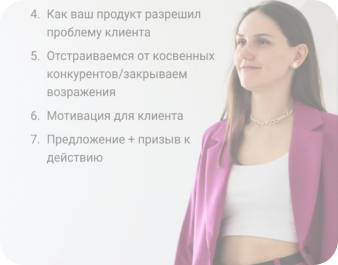 4. Как ваш продукт разрешил
проблему клиента
5. Отстраиваемся от косвенных
конкурентов/закрываем
возражения
6. Мотивация для клиента
7. Предложение + призыв к
действию